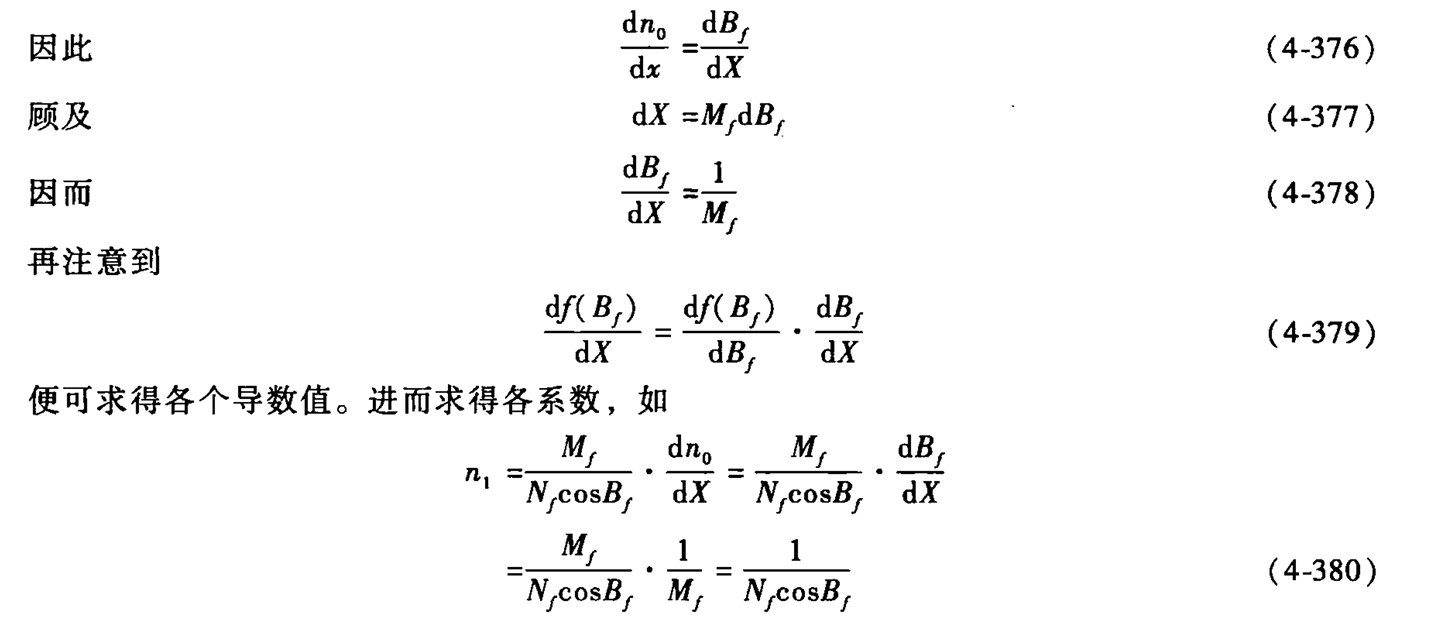 因此 $\frac{\mathrm{d}n_0}{\mathrm{d}x}=\frac{\mathrm{d}B_f}{\mathrm{d}X}$ (4-376)
顾及 $\mathrm{d}X=M_f\mathrm{d}B_f$ (4-377)
因而 $\frac{\mathrm{d}B_f}{\mathrm{d}X}=\frac{1}{M_f}$ (4-378)
再注意到
$\frac{\mathrm{d}f(B_f)}{\mathrm{d}X}=\frac{\mathrm{d}f(B_f)}{\mathrm{d}B_f}\cdot\frac{\mathrm{d}B_f}{\mathrm{d}X}$ (4-379)
便可求得各个导数值。进而求得各系数，如
$n_1=\frac{M_f}{N_f\cos B_f}\cdot\frac{\mathrm{d}n_0}{\mathrm{d}X}=\frac{M_f}{N_f\cos B_f}\cdot\frac{\mathrm{d}B_f}{\mathrm{d}X}$
$=\frac{M_f}{N_f\cos B_f}\cdot\frac{1}{M_f}=\frac{1}{N_f\cos B_f}$ (4-380)